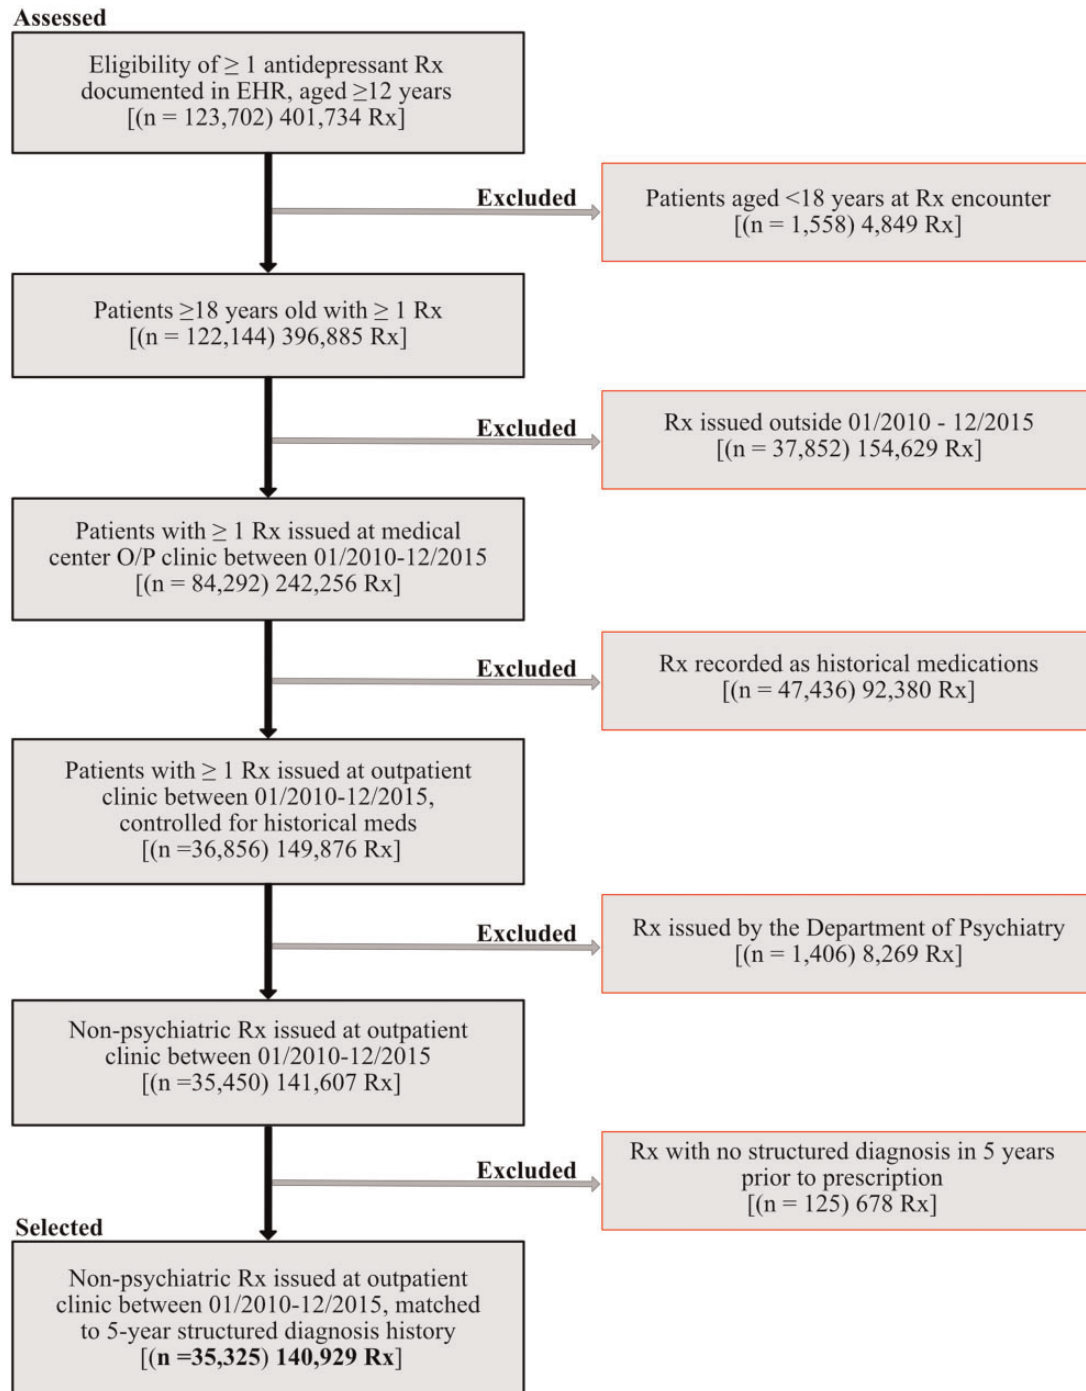 Assessed
Eligibility of ≥ 1 antidepressant Rx
documented in EHR, aged ≥12 years
[(n = 123,702) 401,734 Rx]
Excluded
Patients aged <18 years at Rx encounter
[(n = 1,558) 4,849 Rx]
Patients ≥18 years old with ≥ 1 Rx
[(n = 122,144) 396,885 Rx]
Excluded
Rx issued outside 01/2010 - 12/2015
[(n = 37,852) 154,629 Rx]
Patients with ≥ 1 Rx issued at medical
center O/P clinic between 01/2010-12/2015
[(n = 84,292) 242,256 Rx]
Excluded
Rx recorded as historical medications
[(n = 47,436) 92,380 Rx]
Patients with ≥ 1 Rx issued at outpatient
clinic between 01/2010-12/2015,
controlled for historical meds
[(n =36,856) 149,876 Rx]
Excluded
Rx issued by the Department of Psychiatry
[(n = 1,406) 8,269 Rx]
Non-psychiatric Rx issued at outpatient
clinic between 01/2010-12/2015
[(n =35,450) 141,607 Rx]
Excluded
Rx with no structured diagnosis in 5 years
prior to prescription
[(n = 125) 678 Rx]
Selected
Non-psychiatric Rx issued at outpatient
clinic between 01/2010-12/2015, matched
to 5-year structured diagnosis history
[(n =35,325) 140,929 Rx]